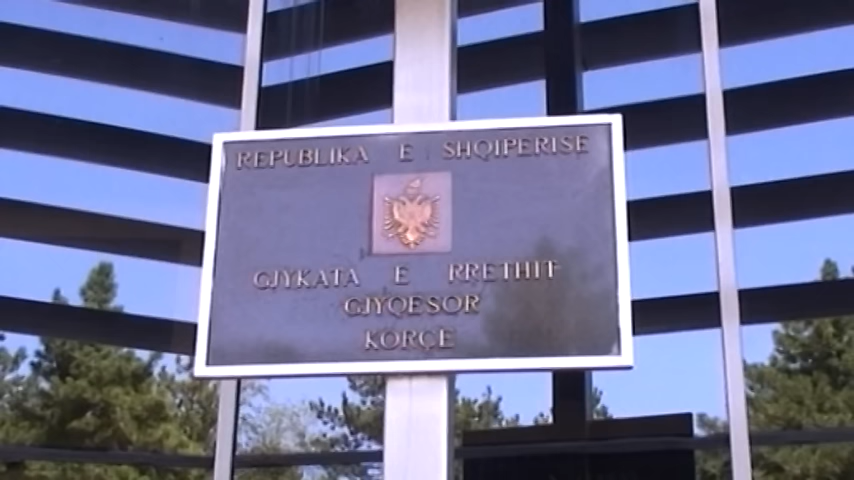 REPUBLIKA E SHQIPERISE
GJYKATA E RRETHIT
GJYQESOR
KORÇE